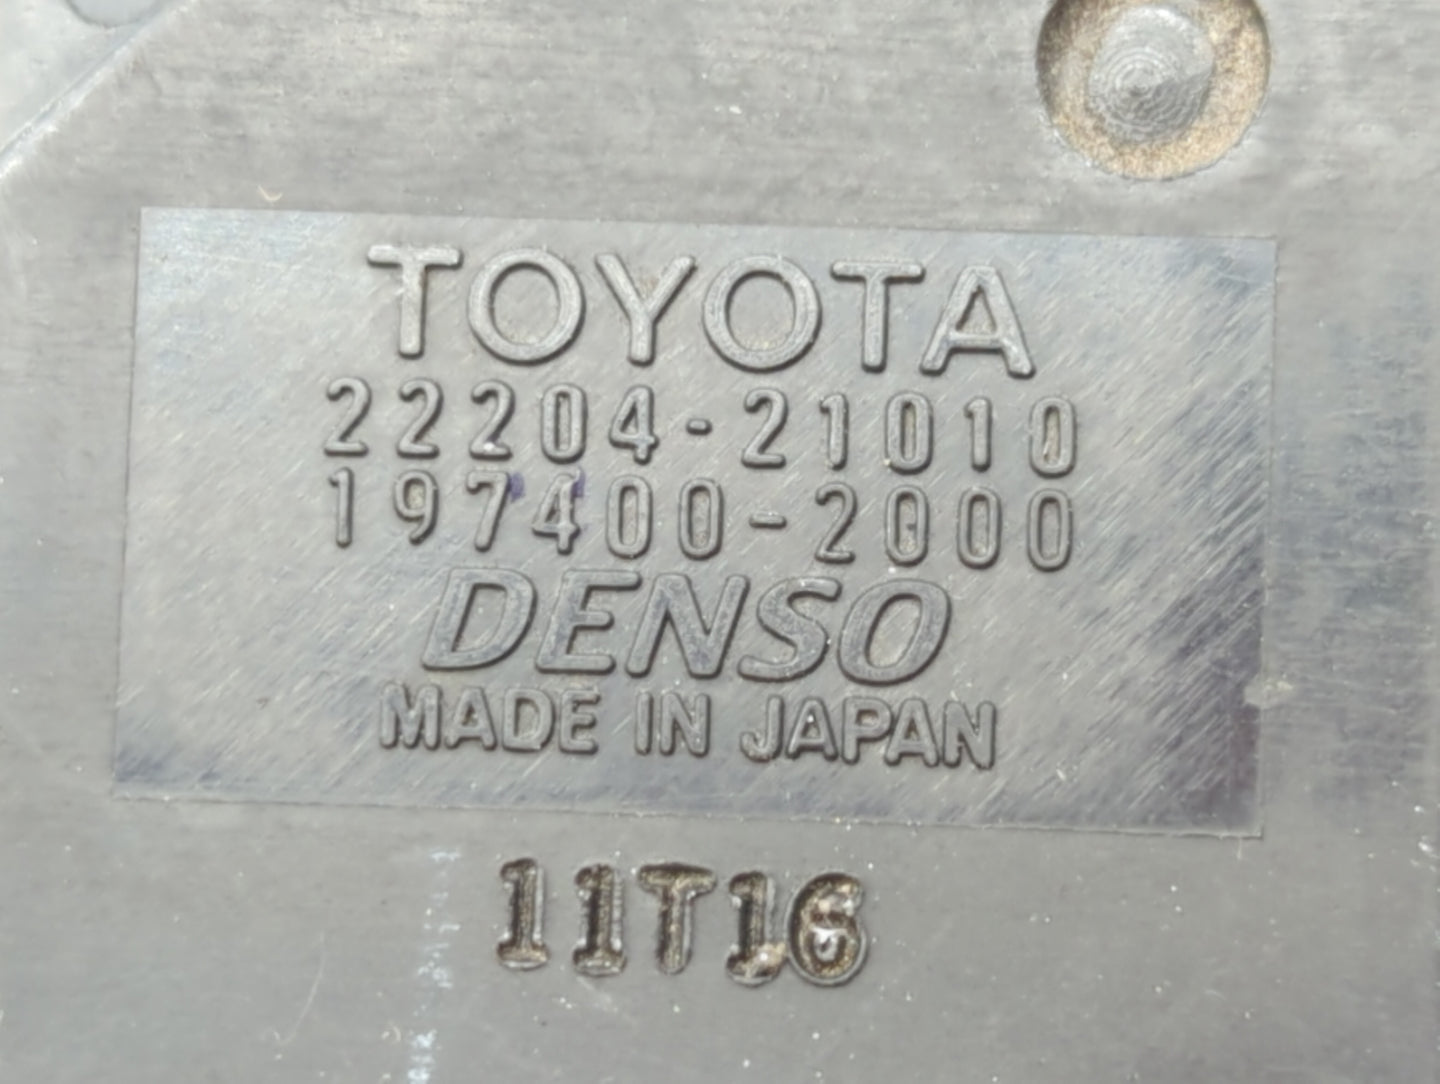 TOYOTA
22204-21010
197400-2000
DENSO
MADE IN JAPAN
11T16